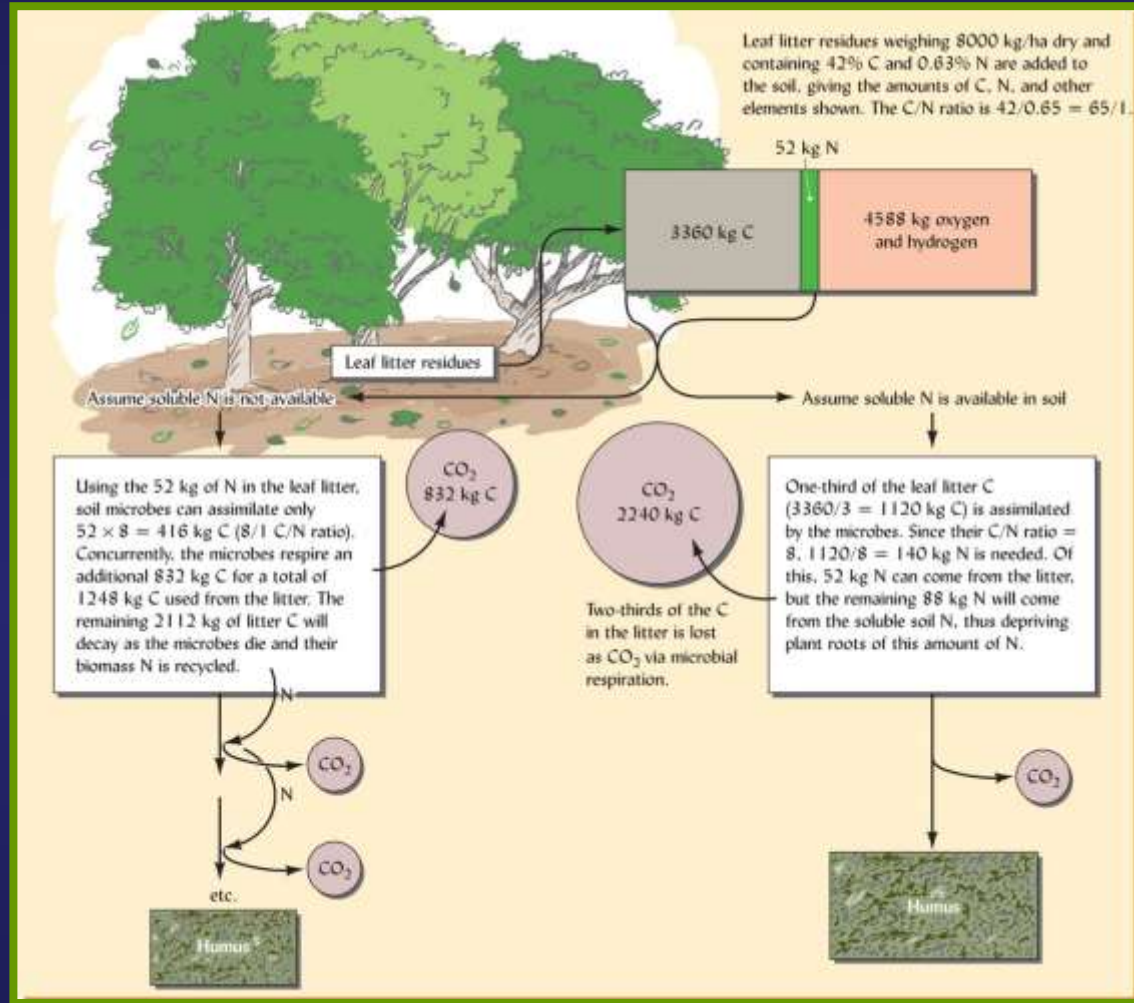 Leaf litter residues weighing 8000 kg/ha dry and
containing 42% C and 0.63% N are added to
the soil, giving the amounts of C, N, and other
elements shown. The C/N ratio is 42/0.65 = 65/1.
52 kg N
3360 kg C
4588 kg oxygen
and hydrogen
Leaf litter residues
Assume soluble N is not available
Assume soluble N is available in soil
Using the 52 kg of N in the leaf litter,
soil microbes can assimilate only
52 × 8 = 416 kg C (8/1 C/N ratio).
Concurrently, the microbes respire an
additional 832 kg C for a total of
1248 kg C used from the litter. The
remaining 2112 kg of litter C will
decay as the microbes die and their
biomass N is recycled.
CO₂
832 kg C
CO₂
2240 kg C
Two-thirds of the C
in the litter is lost
as CO₂ via microbial
respiration.
One-third of the leaf litter C
(3360/3 = 1120 kg C) is assimilated
by the microbes. Since their C/N ratio =
8, 1120/8 = 140 kg N is needed. Of
this, 52 kg N can come from the litter,
but the remaining 88 kg N will come
from the soluble soil N, thus depriving
plant roots of this amount of N.
N
CO₂
N
CO₂
etc.
Humus
CO₂
Humus